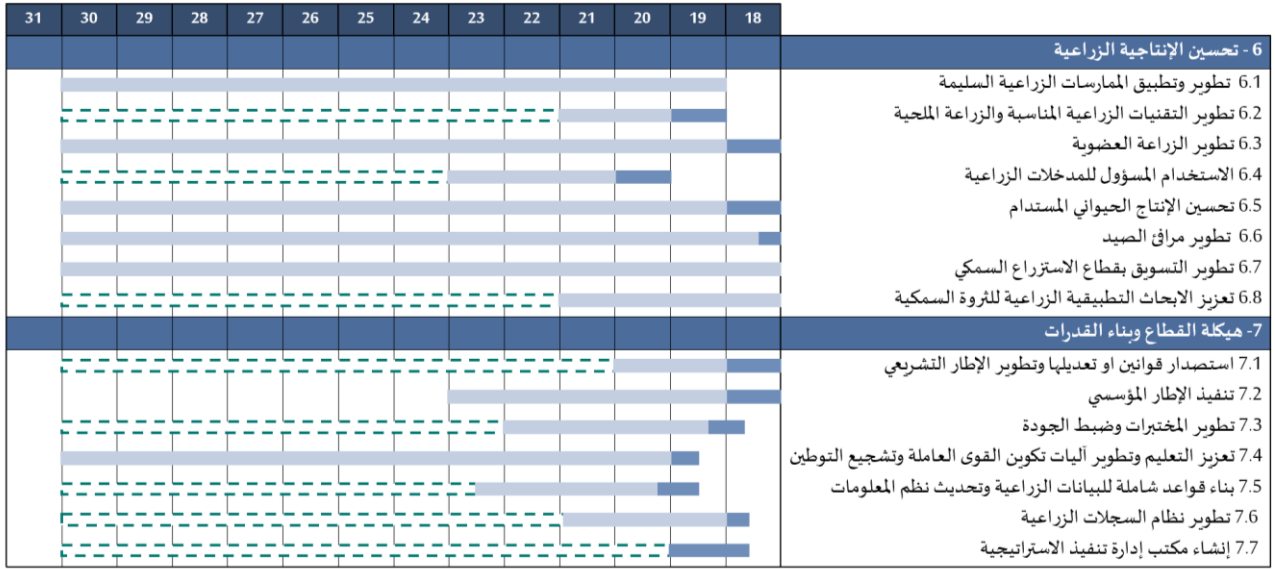 18 19 20 21 22 23 24 25 26 27 28 29 30 31
6 - تحسين الإنتاجية الزراعية
6.1 تطوير وتطبيق الممارسات الزراعية السليمة
6.2 تطوير التقنيات الزراعية المناسبة والزراعة الملحية
6.3 تطوير الزراعة العضوية
6.4 الاستخدام المسؤول للمدخلات الزراعية
6.5 تحسين الإنتاج الحيواني المستدام
6.6 تطوير مرافئ الصيد
6.7 تطوير التسويق بقطاع الاستزراع السمكي
6.8 تعزيز الابحاث التطبيقية الزراعية للثروة السمكية
7- هيكلة القطاع وبناء القدرات
7.1 استصدار قوانين او تعديلها وتطوير الإطار التشريعي
7.2 تنفيذ الإطار المؤسسي
7.3 تطوير المختبرات وضبط الجودة
7.4 تعزيز التعليم وتطوير آليات تكوين القوى العاملة وتشجيع التوطين
7.5 بناء قواعد شاملة للبيانات الزراعية وتحديث نظم المعلومات
7.6 تطوير نظام السجلات الزراعية
7.7 إنشاء مكتب إدارة تنفيذ الاستراتيجية